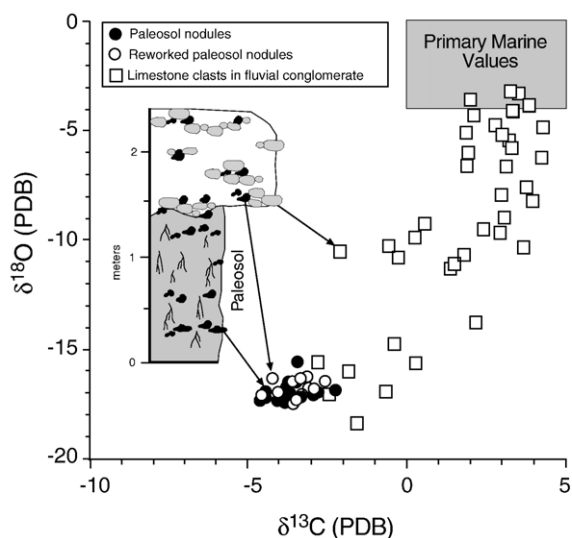 Paleosol nodules
Reworked paleosol nodules
Limestone clasts in fluvial conglomerate
Primary Marine
Values
0
-5
-10
-15
-20
δ18O (PDB)
2
1
0
meters
Paleosol
-10
-5
0
5
δ13C (PDB)